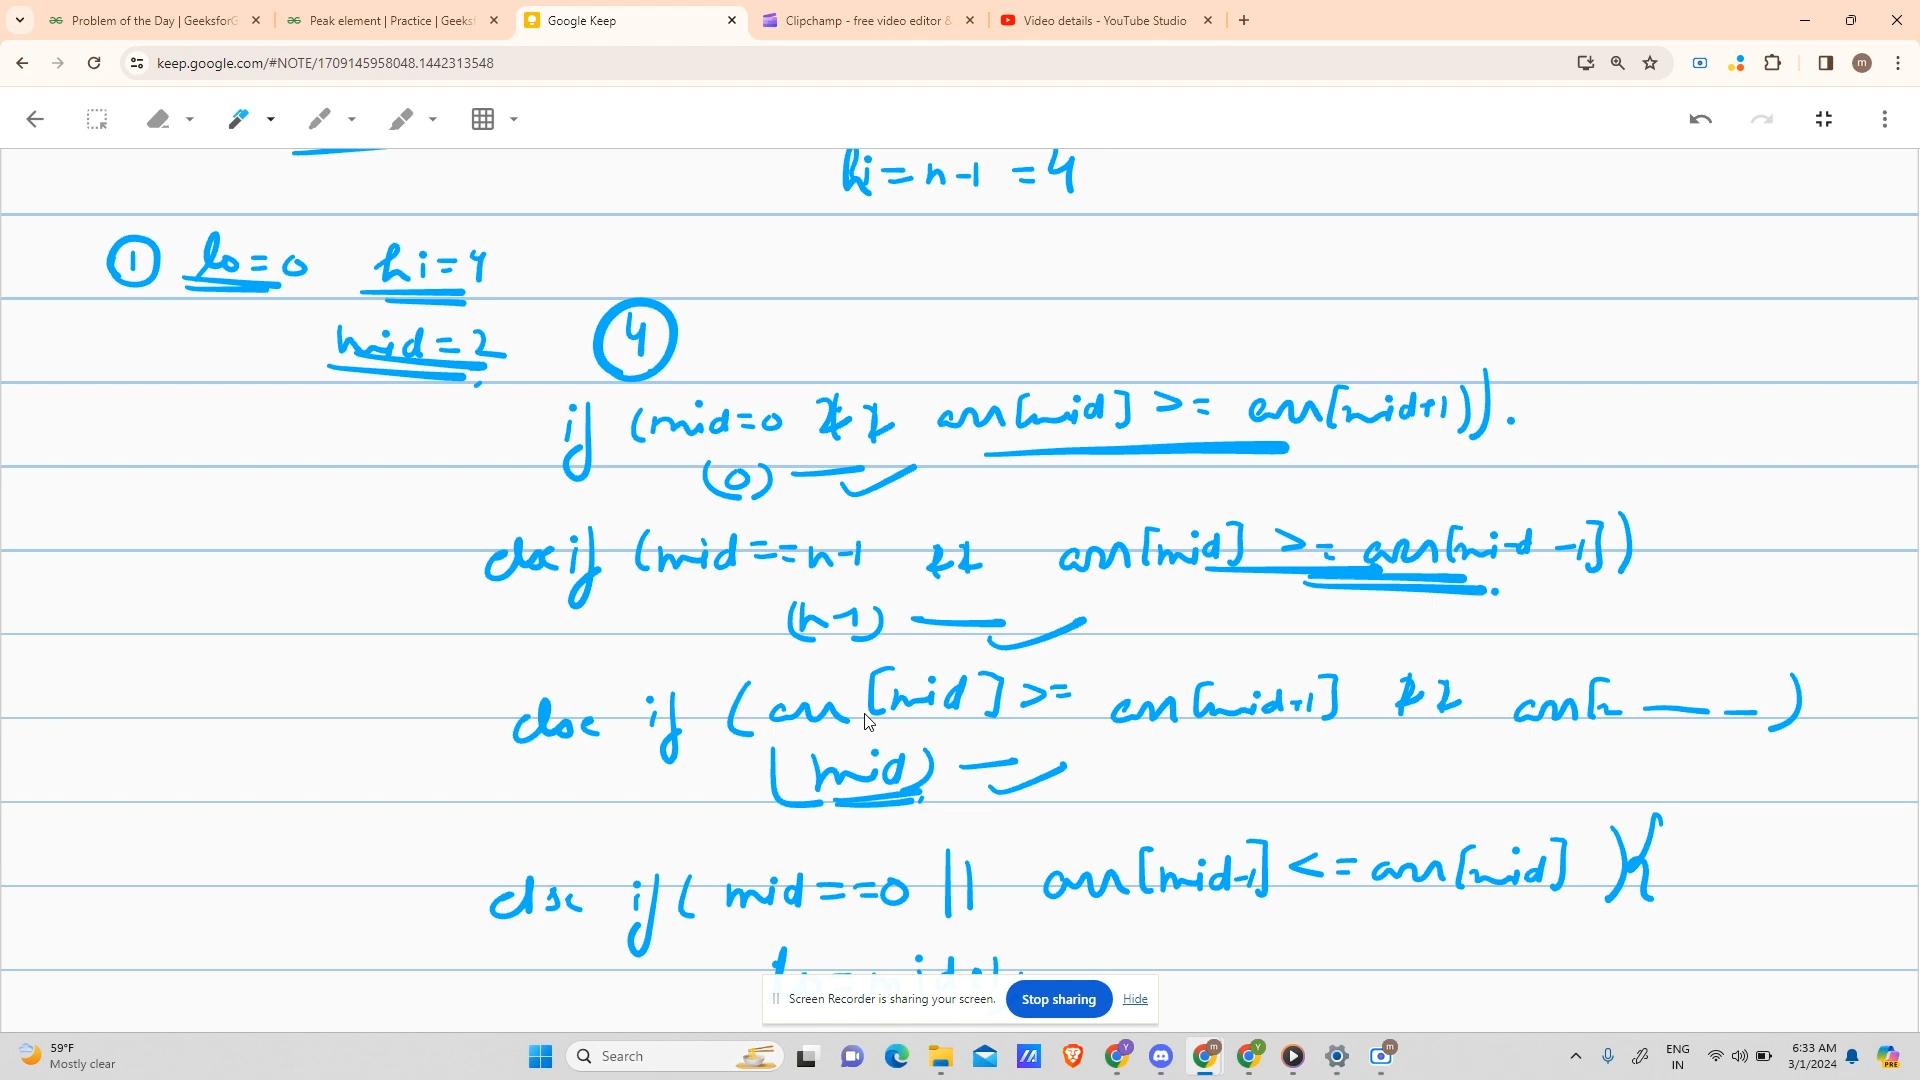 Problem of the Day | GeeksforG
Peak element | Practice | Geeks
Google Keep
Clipchamp - free video editor &
Video details - YouTube Studio
keep.google.com/#NOTE/1709145958048.1442313548
m
hi = n-1 = 4
1 lo = 0 hi = 4
mid = 2 4
if (mid=0 && arr[mid] >= arr[mid+1)).
(0)
else if (mid==n-1 && arr[mid] >= arr[mid-1])
(n-1)
else if (arr[mid] >= arr[mid+1] && arr[
(mid)
else if ( mid==0 || arr[mid-1] <= arr[mid] ){
Screen Recorder is sharing your screen. Stop sharing Hide
59°F
Mostly clear
Search
ENG
IN
6:33 AM
3/1/2024